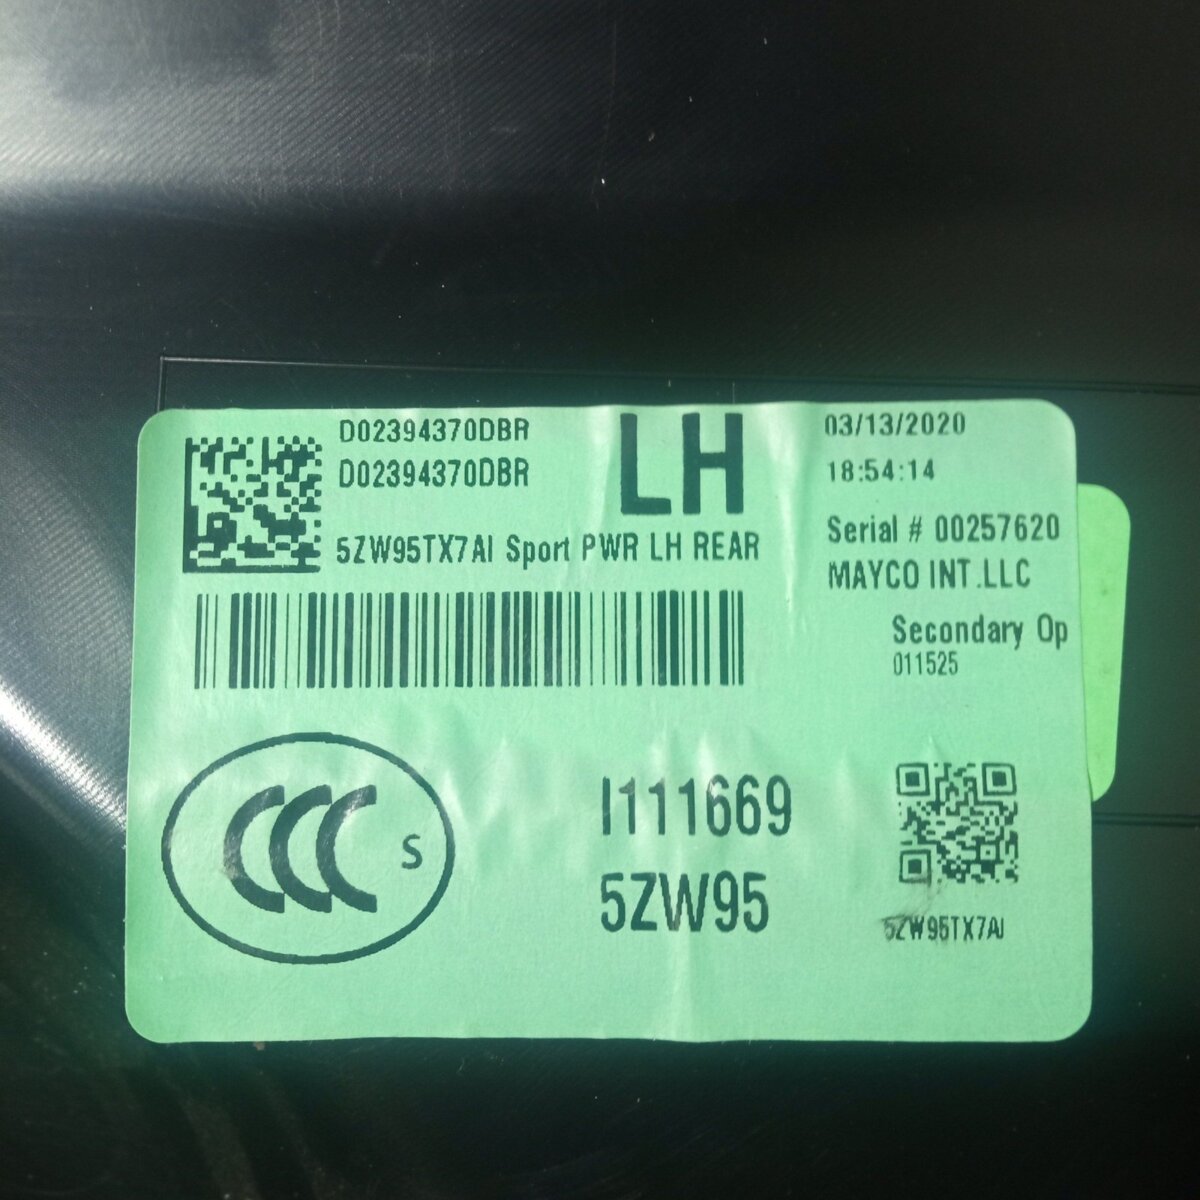 D02394370DBR
D02394370DBR
LH
5ZW95TX7AI Sport PWR LH REAR
03/13/2020
18:54:14
Serial # 00257620
MAYCO INT.LLC
Secondary Op
011525
CCC S
I111669
5ZW95
5ZW95TX7AI